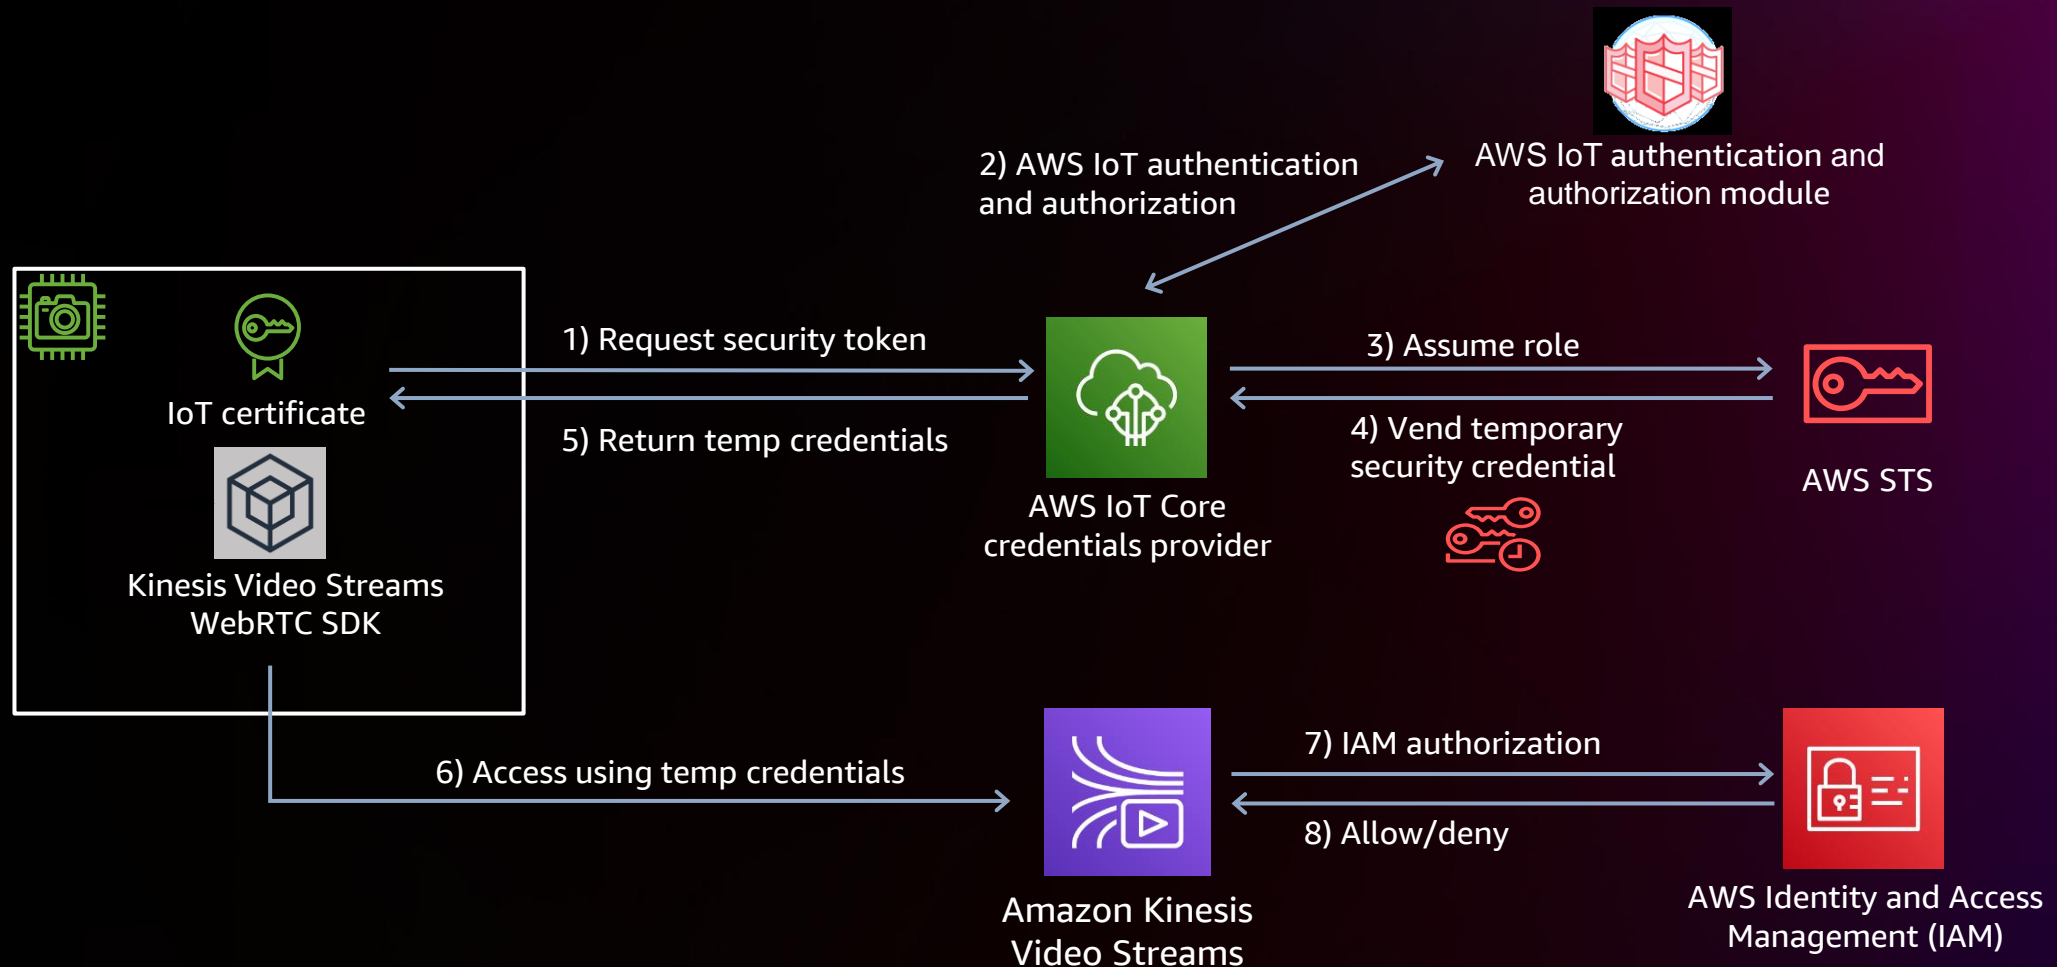 2) AWS IoT authentication
and authorization
AWS IoT authentication and
authorization module
1) Request security token
3) Assume role
IoT certificate
5) Return temp credentials
4) Vend temporary
security credential
AWS STS
AWS IoT Core
credentials provider
Kinesis Video Streams
WebRTC SDK
6) Access using temp credentials
7) IAM authorization
8) Allow/deny
Amazon Kinesis
Video Streams
AWS Identity and Access
Management (IAM)